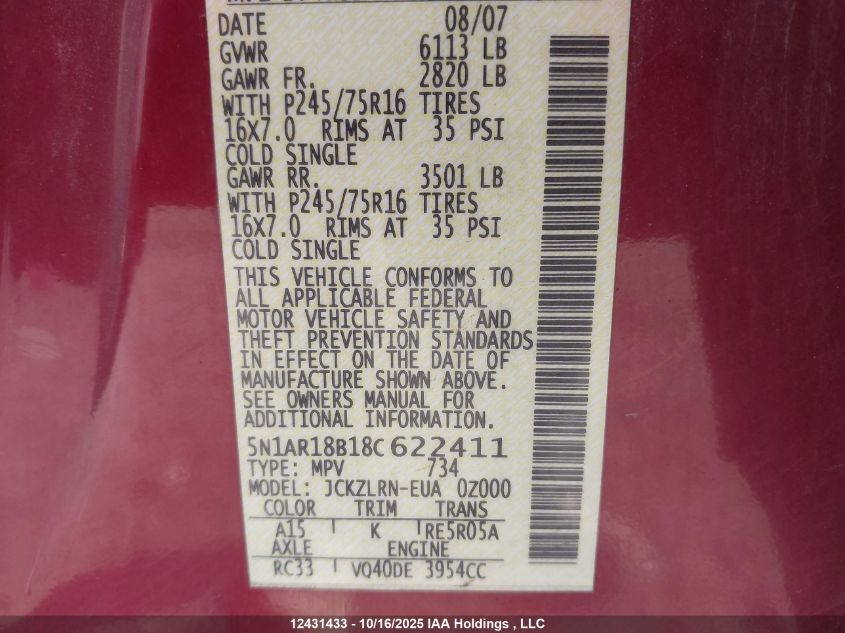 DATE 08/07
GVWR 6113 LB
GAWR FR. 2820 LB
WITH P245/75R16 TIRES
16X7.0 RIMS AT 35 PSI
COLD SINGLE
GAWR RR. 3501 LB
WITH P245/75R16 TIRES
16X7.0 RIMS AT 35 PSI
COLD SINGLE
THIS VEHICLE CONFORMS TO
ALL APPLICABLE FEDERAL
MOTOR VEHICLE SAFETY AND
THEFT PREVENTION STANDARDS
IN EFFECT ON THE DATE OF
MANUFACTURE SHOWN ABOVE.
SEE OWNERS MANUAL FOR
ADDITIONAL INFORMATION.
5N1AR18B18C622411
TYPE: MPV 734
MODEL: JCKZLRN-EUA 0Z000
COLOR TRIM TRANS
A15 K RE5R05A
AXLE ENGINE
RC33 VQ40DE 3954CC
12431433 - 10/16/2025 IAA Holdings , LLC